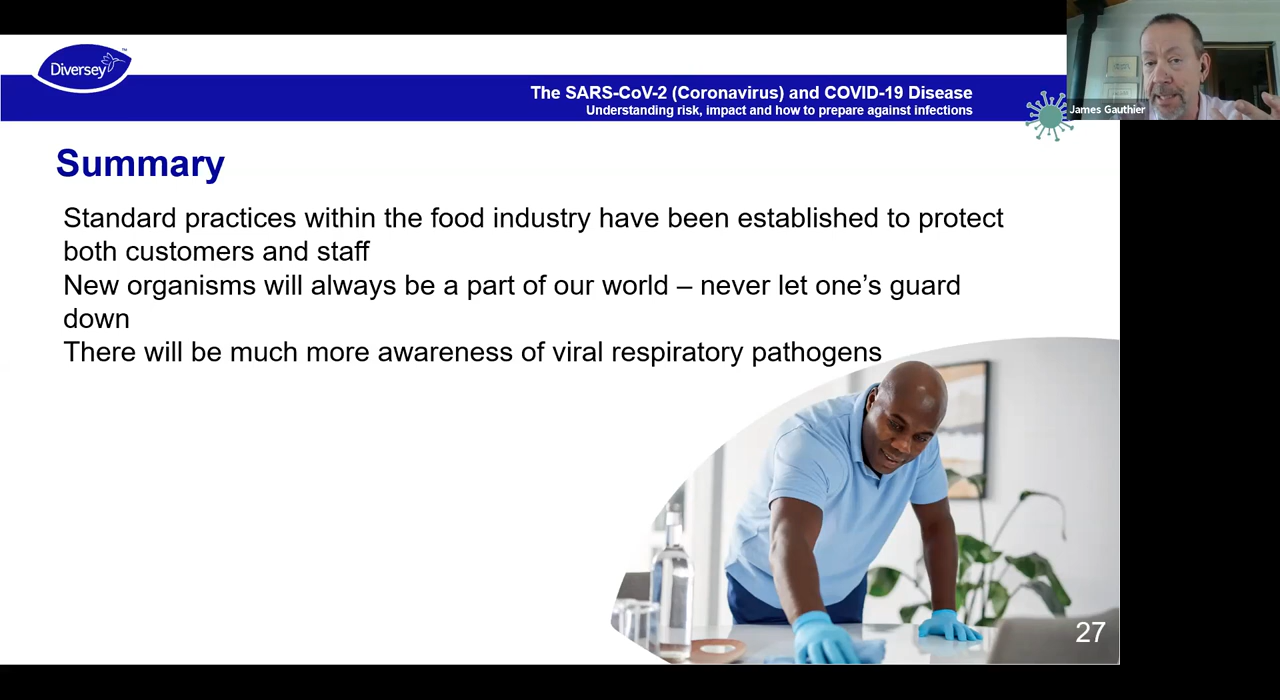 Diversey™
The SARS-CoV-2 (Coronavirus) and COVID-19 Disease
Understanding risk, impact and how to prepare against infections
James Gauthier
Summary
Standard practices within the food industry have been established to protect
both customers and staff
New organisms will always be a part of our world – never let one’s guard
down
There will be much more awareness of viral respiratory pathogens
27